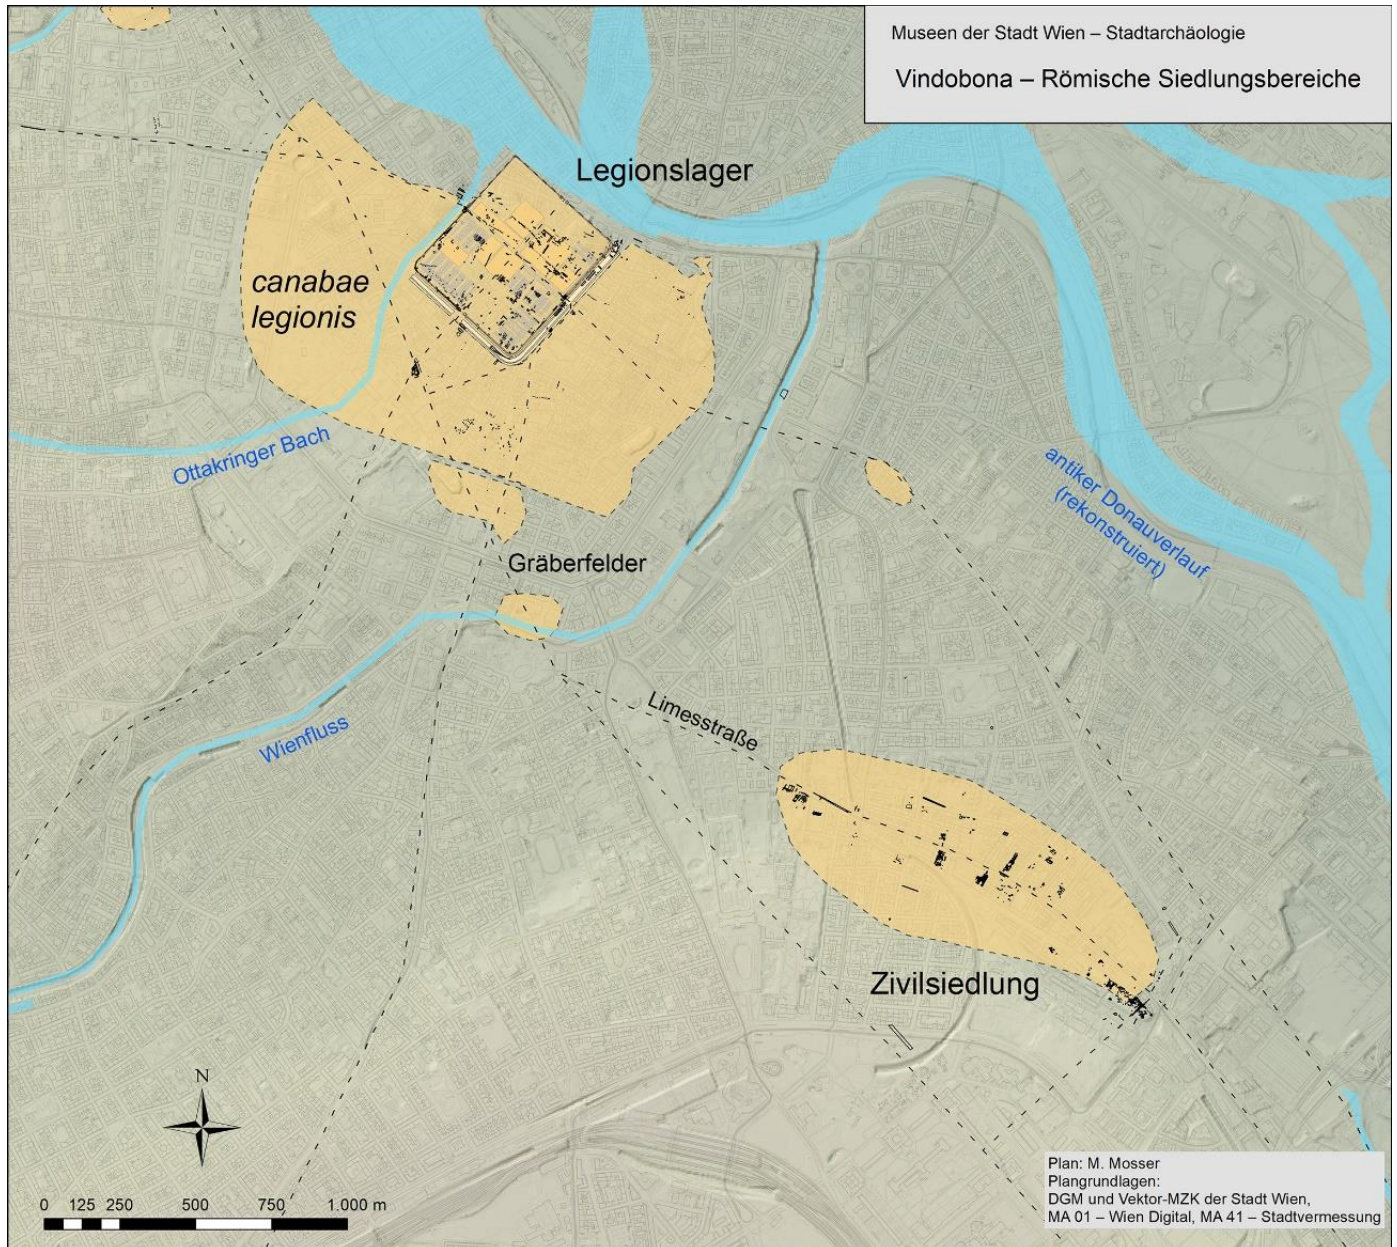 Museen der Stadt Wien – Stadtarchäologie
Vindobona – Römische Siedlungsbereiche
Legionslager
canabae
legionis
Ottakringer Bach
antiker Donauverlauf
(rekonstruiert)
Gräberfelder
Wienfluss
Limesstraße
Zivilsiedlung
N
0 125 250 500 750 1.000 m
Plan: M. Mosser
Plangrundlagen:
DGM und Vektor-MZK der Stadt Wien,
MA 01 – Wien Digital, MA 41 – Stadtvermessung